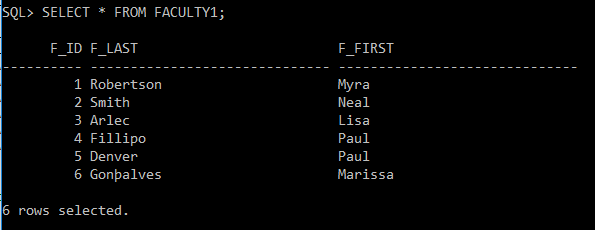 SQL> SELECT * FROM FACULTY1;
F_ID F_LAST F_FIRST
---------- ------------------------------ ------------------------------
1 Robertson Myra
2 Smith Neal
3 Arlec Lisa
4 Fillipo Paul
5 Denver Paul
6 Gonþalves Marissa
6 rows selected.